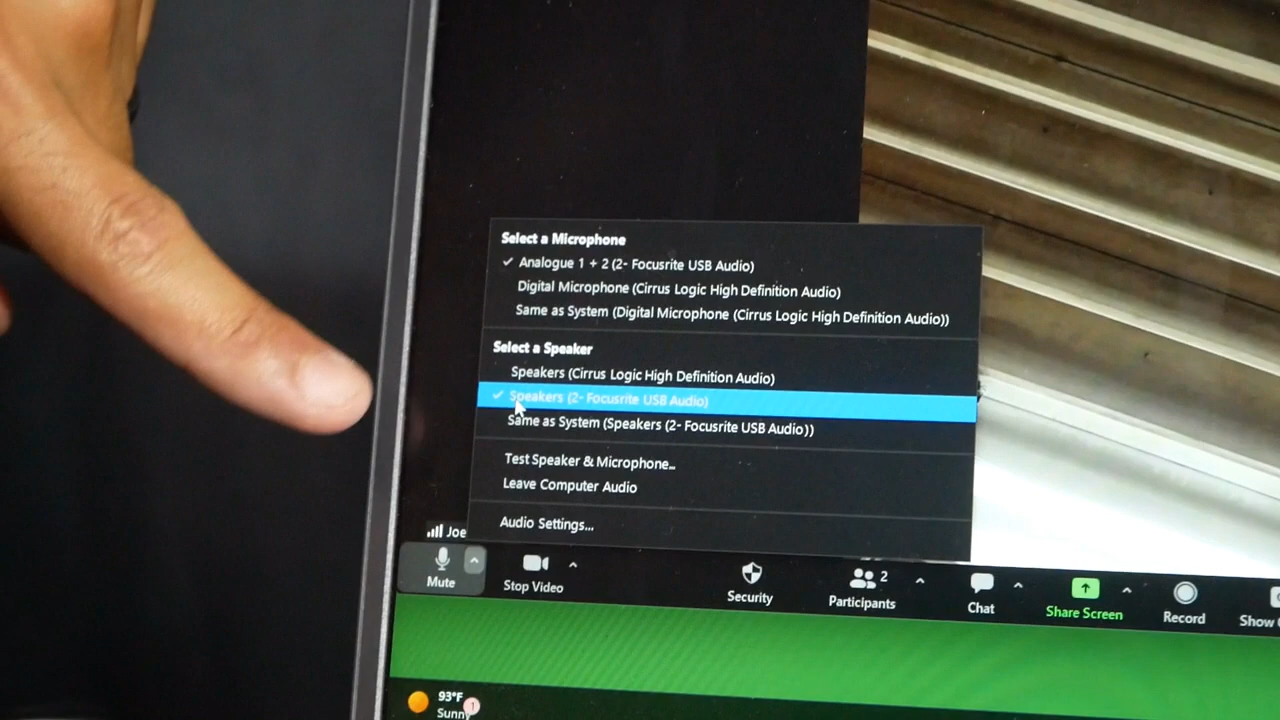 Select a Microphone
✓ Analogue 1 + 2 (2- Focusrite USB Audio)
Digital Microphone (Cirrus Logic High Definition Audio)
Same as System (Digital Microphone (Cirrus Logic High Definition Audio))
Select a Speaker
Speakers (Cirrus Logic High Definition Audio)
✓ Speakers (2- Focusrite USB Audio)
Same as System (Speakers (2- Focusrite USB Audio))
Test Speaker & Microphone...
Leave Computer Audio
Audio Settings...
Joe
Mute
Stop Video
Security
2
Participants
Chat
Share Screen
Record
Show
93°F
1
Sunny